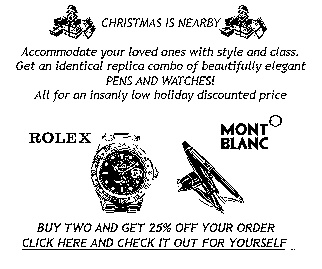 CHRISTMAS IS NEARBY
Accommodate your loved ones with style and class.
Get an identical replica combo of beautifully elegant
PENS AND WATCHES!
All for an insanly low holiday discounted price
ROLEX
MONT
BLANC
BUY TWO AND GET 25% OFF YOUR ORDER
CLICK HERE AND CHECK IT OUT FOR YOURSELF